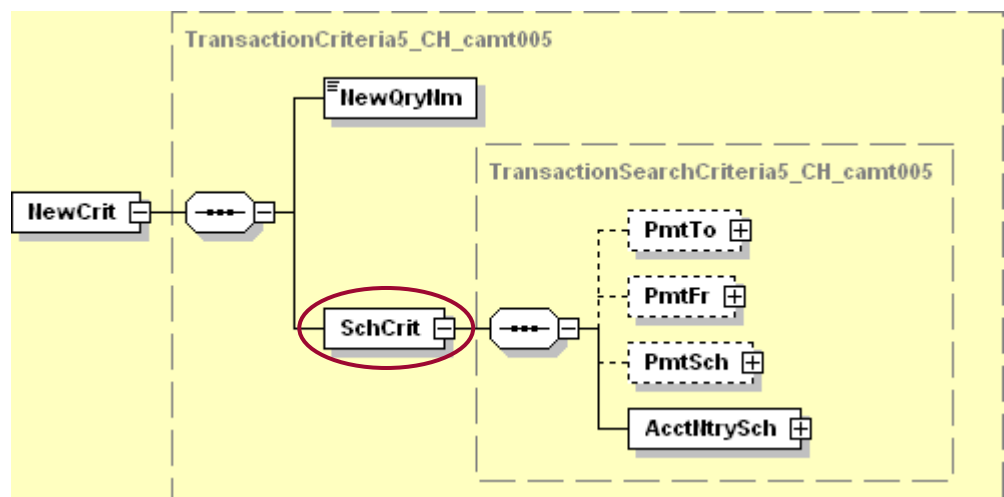 TransactionCriteria5_CH_camt005
NewQryNm
TransactionSearchCriteria5_CH_camt005
NewCrit
PmtTo
PmtFr
SchCrit
PmtSch
AcctNtrySch